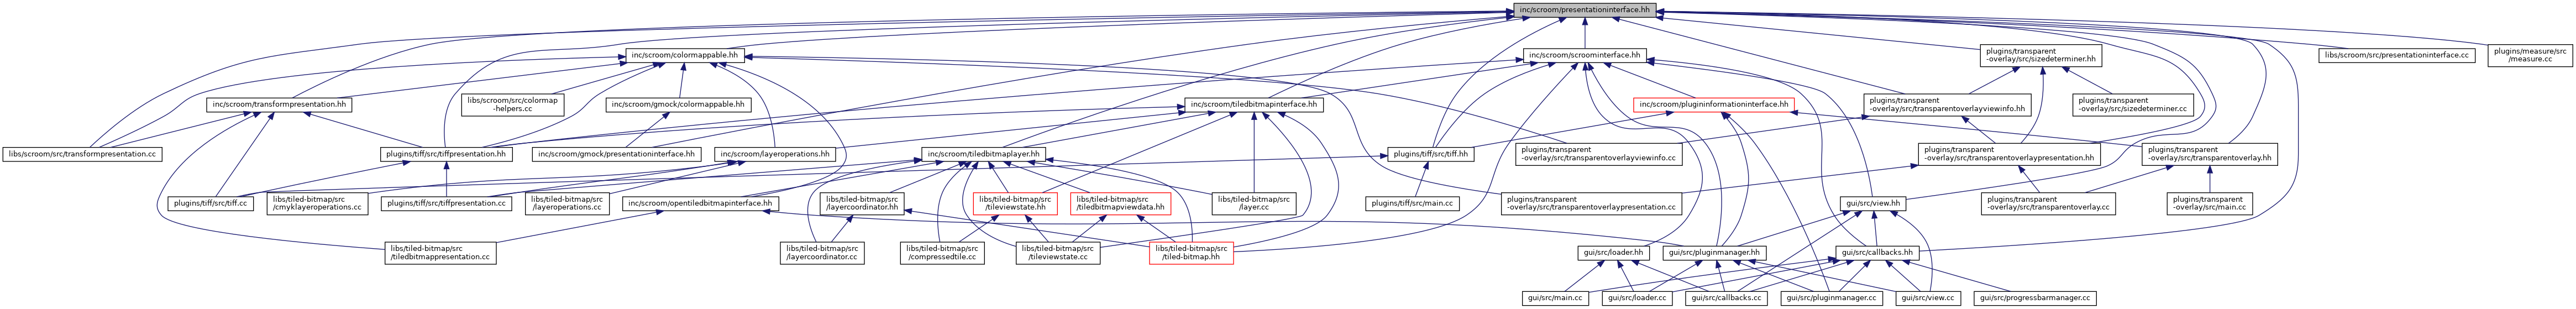 inc/scroom/presentationinterface.hh
inc/scroom/colormappable.hh
inc/scroom/scroominterface.hh
plugins/transparent
-overlay/src/sizedeterminer.hh
libs/scroom/src/presentationinterface.cc
plugins/measure/src
/measure.cc
inc/scroom/transformpresentation.hh
libs/scroom/src/colormap
-helpers.cc
inc/scroom/gmock/colormappable.hh
inc/scroom/tiledbitmapinterface.hh
inc/scroom/plugininformationinterface.hh
plugins/transparent
-overlay/src/transparentoverlayviewinfo.hh
plugins/transparent
-overlay/src/sizedeterminer.cc
libs/scroom/src/transformpresentation.cc
plugins/tiff/src/tiffpresentation.hh
inc/scroom/gmock/presentationinterface.hh
inc/scroom/layeroperations.hh
inc/scroom/tiledbitmaplayer.hh
plugins/tiff/src/tiff.hh
plugins/transparent
-overlay/src/transparentoverlayviewinfo.cc
plugins/transparent
-overlay/src/transparentoverlaypresentation.hh
plugins/transparent
-overlay/src/transparentoverlay.hh
plugins/tiff/src/tiff.cc
libs/tiled-bitmap/src
/cmyklayeroperations.cc
plugins/tiff/src/tiffpresentation.cc
libs/tiled-bitmap/src
/layeroperations.cc
inc/scroom/opentiledbitmapinterface.hh
libs/tiled-bitmap/src
/layercoordinator.hh
libs/tiled-bitmap/src
/tileviewstate.hh
libs/tiled-bitmap/src
/tiledbitmapviewdata.hh
libs/tiled-bitmap/src
/layer.cc
plugins/tiff/src/main.cc
plugins/transparent
-overlay/src/transparentoverlaypresentation.cc
gui/src/view.hh
plugins/transparent
-overlay/src/transparentoverlay.cc
plugins/transparent
-overlay/src/main.cc
libs/tiled-bitmap/src
/tiledbitmappresentation.cc
libs/tiled-bitmap/src
/layercoordinator.cc
libs/tiled-bitmap/src
/compressedtile.cc
libs/tiled-bitmap/src
/tileviewstate.cc
libs/tiled-bitmap/src
/tiled-bitmap.hh
gui/src/loader.hh
gui/src/pluginmanager.hh
gui/src/callbacks.hh
gui/src/main.cc
gui/src/loader.cc
gui/src/callbacks.cc
gui/src/pluginmanager.cc
gui/src/view.cc
gui/src/progressbarmanager.cc